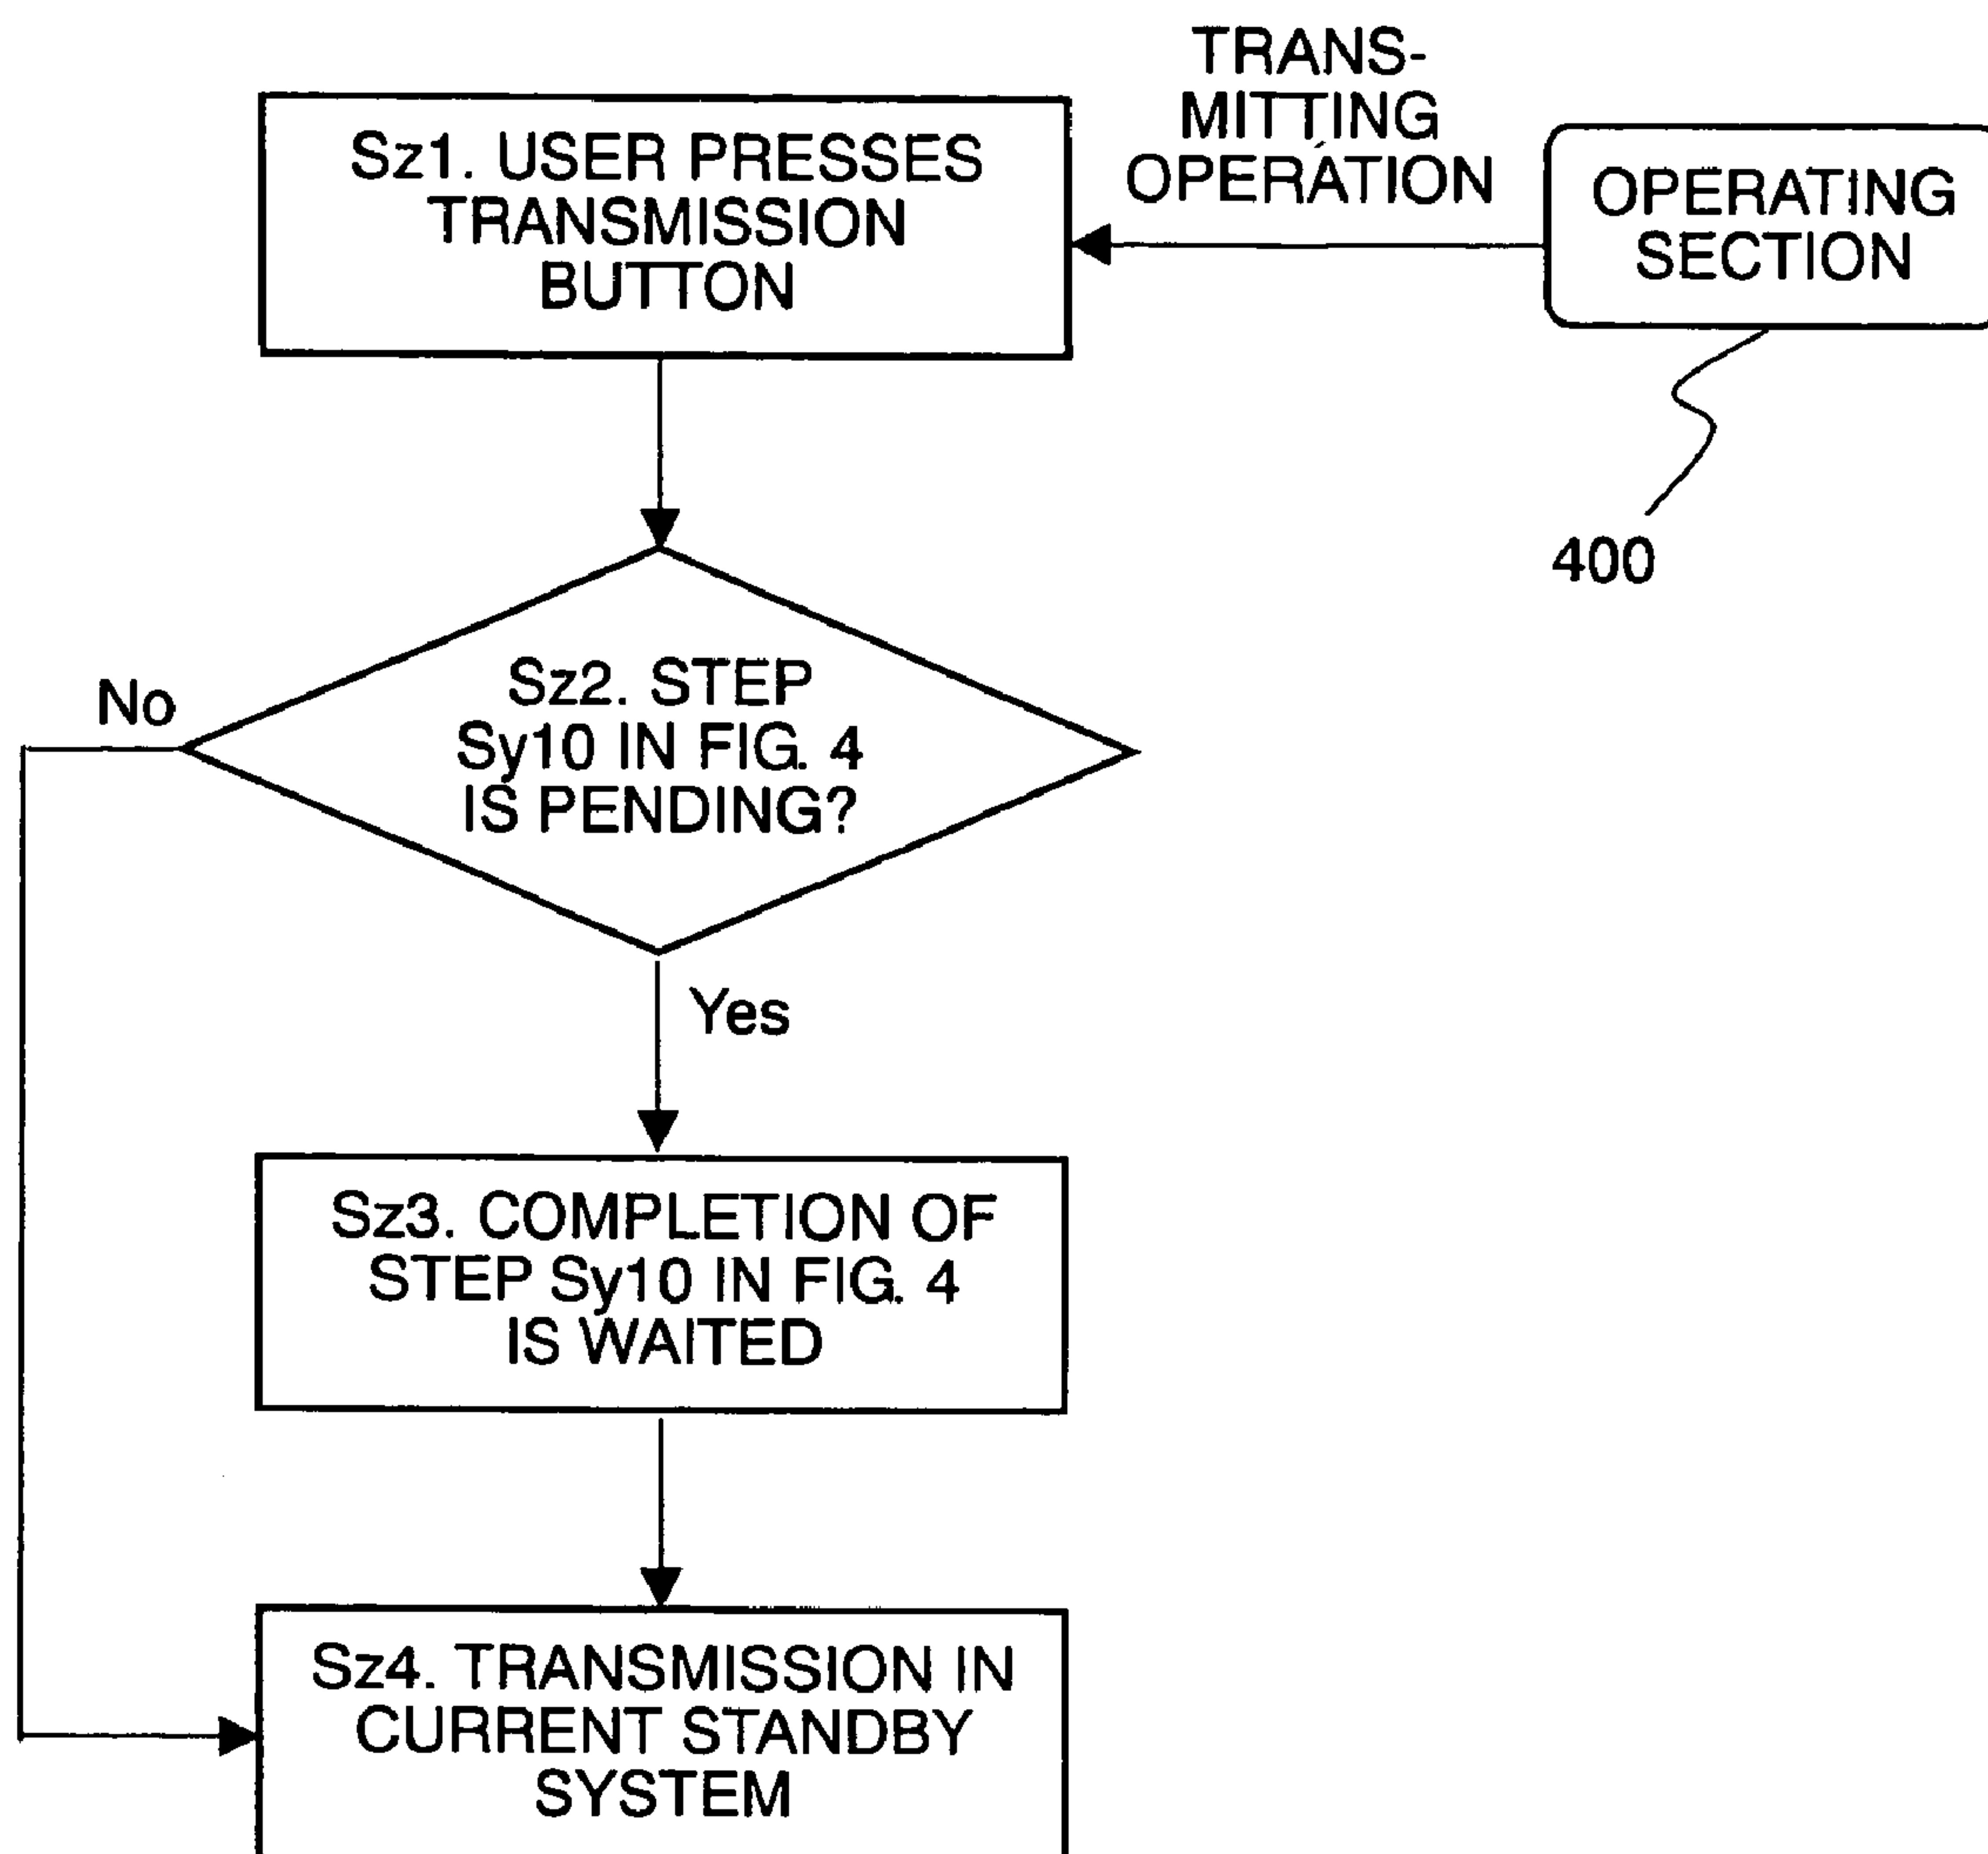 TRANS-
MITTING
OPERATION
Sz1. USER PRESSES
TRANSMISSION
BUTTON
OPERATING
SECTION
400
Sz2. STEP
Sy10 IN FIG. 4
IS PENDING?
No
Yes
Sz3. COMPLETION OF
STEP Sy10 IN FIG. 4
IS WAITED
Sz4. TRANSMISSION IN
CURRENT STANDBY
SYSTEM